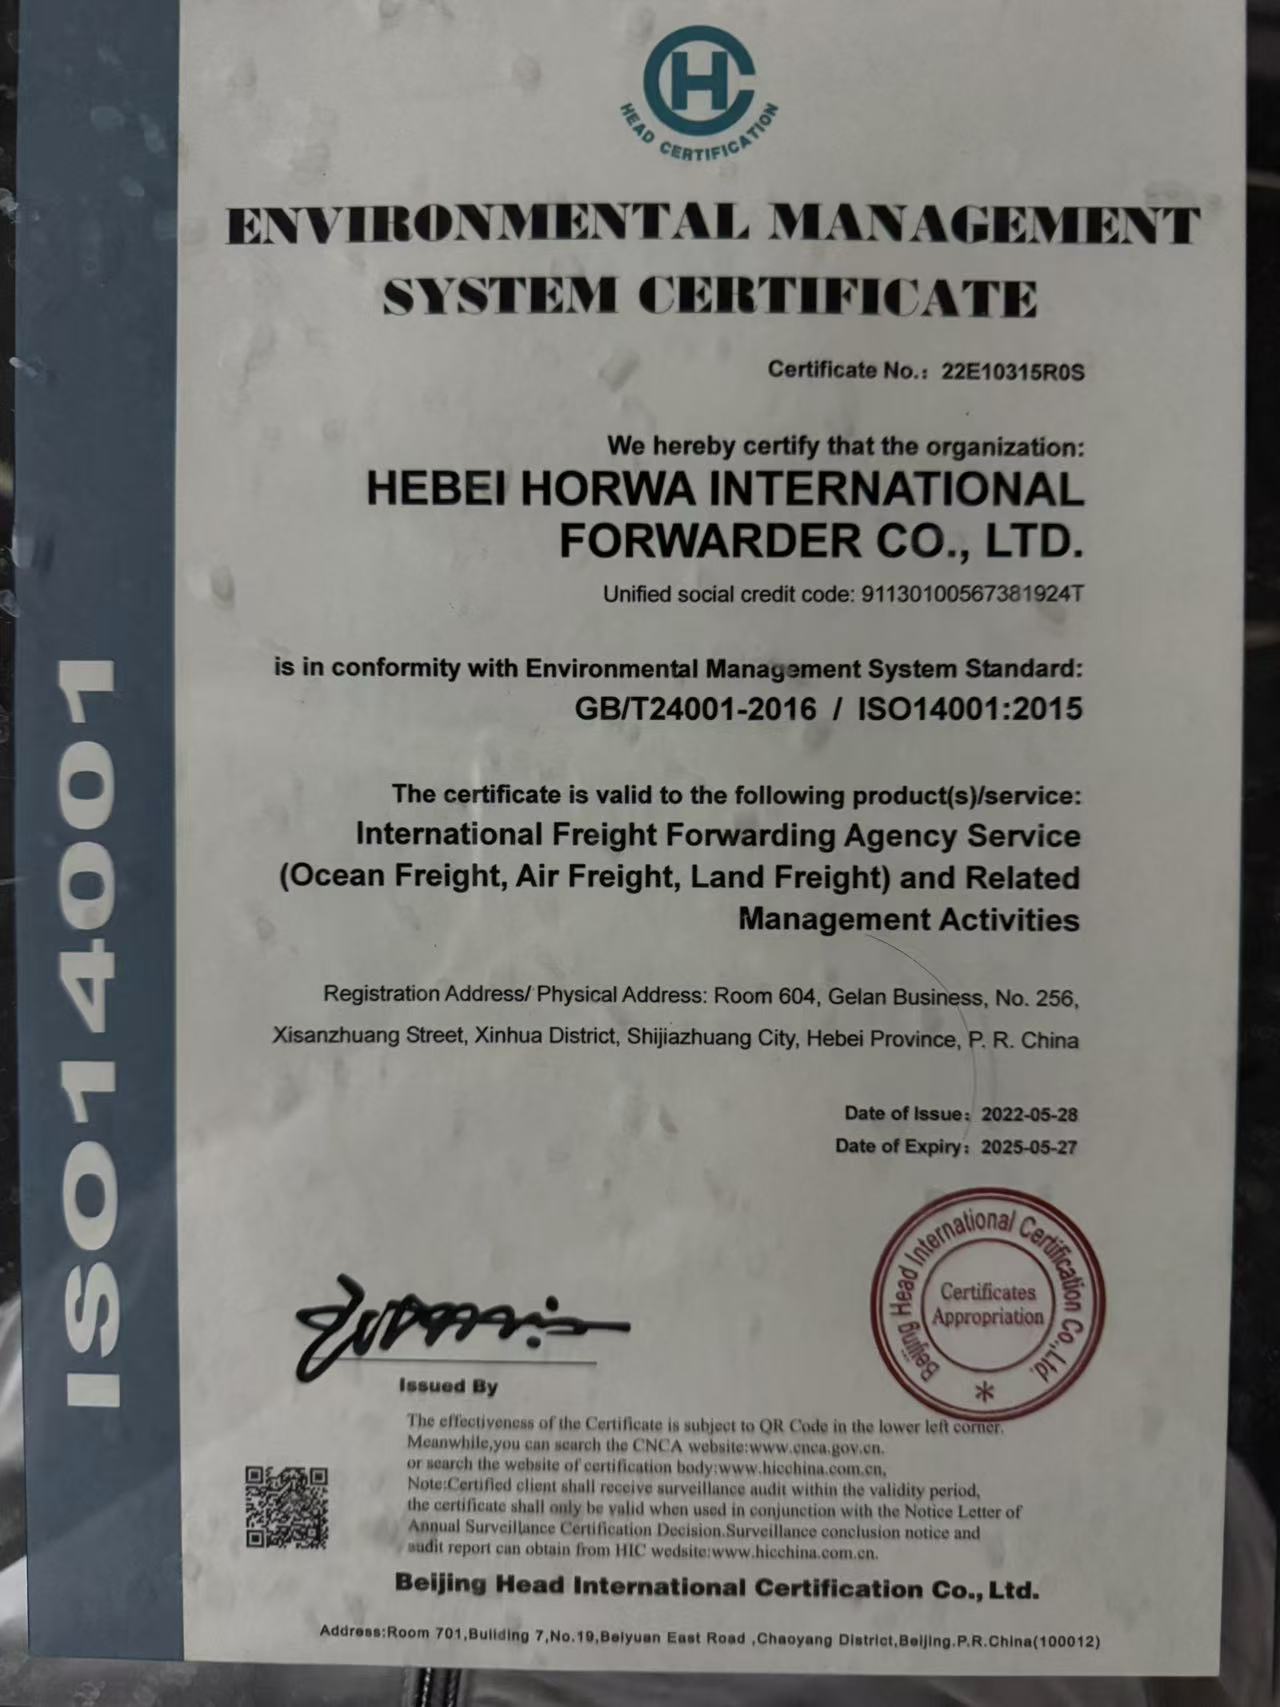 HC
HEAD CERTIFICATION
ENVIRONMENTAL MANAGEMENT
SYSTEM CERTIFICATE
Certificate No.: 22E10315R0S
We hereby certify that the organization:
HEBEI HORWA INTERNATIONAL
FORWARDER CO., LTD.
Unified social credit code: 91130100567381924T
is in conformity with Environmental Management System Standard:
GB/T24001-2016 / ISO14001:2015
The certificate is valid to the following product(s)/service:
International Freight Forwarding Agency Service
(Ocean Freight, Air Freight, Land Freight) and Related
Management Activities
Registration Address/ Physical Address: Room 604, Gelan Business, No. 256,
Xisanzhuang Street, Xinhua District, Shijiazhuang City, Hebei Province, P. R. China
Date of Issue: 2022-05-28
Date of Expiry: 2025-05-27
ISO14001
Beijing Head International Certification Co.,Ltd.
Certificates
Appropriation
Issued By
The effectiveness of the Certificate is subject to QR Code in the lower left corner.
Meanwhile,you can search the CNCA website:www.cnca.gov.cn.
or search the website of certification body:www.hicchina.com.cn,
Note:Certified client shall receive surveillance audit within the validity period,
the certificate shall only be valid when used in conjunction with the Notice Letter of
Annual Surveillance Certification Decision.Surveillance conclusion notice and
audit report can obtain from HIC wedsite:www.hicchina.com.cn.
Beijing Head International Certification Co., Ltd.
Address:Room 701,Buliding 7,No.19,Beiyuan East Road ,Chaoyang District,Beijing.P.R.China(100012)